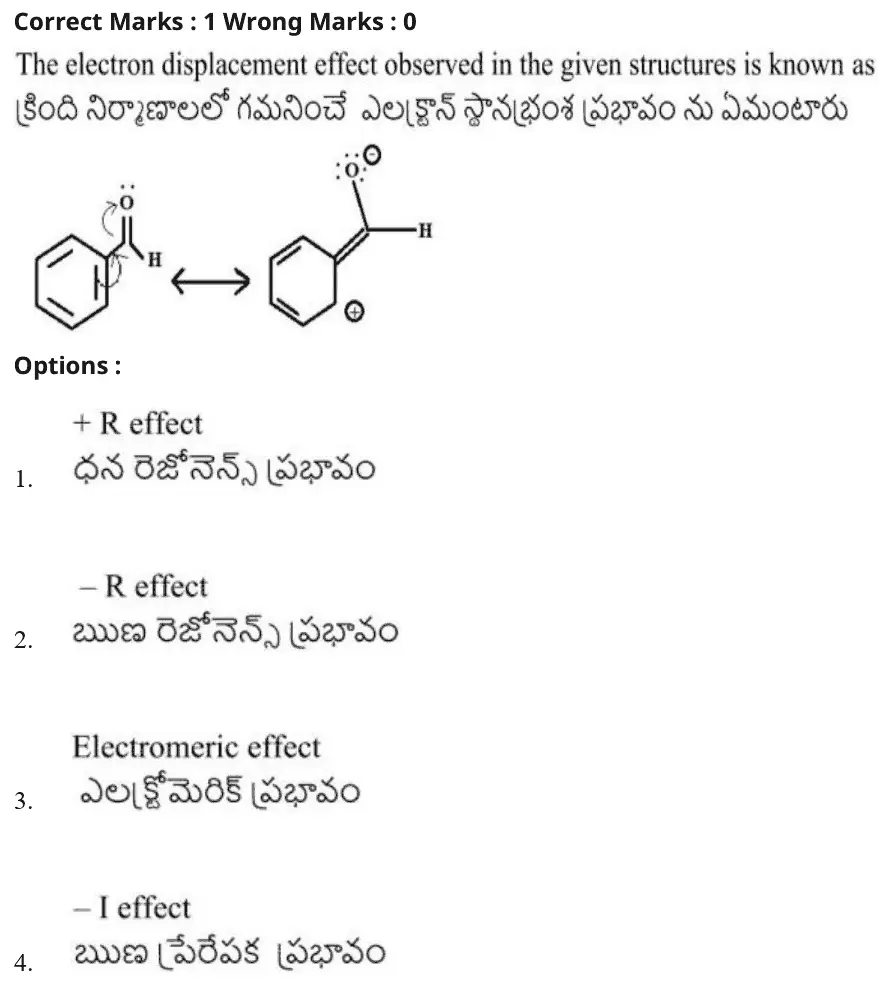 Correct Marks : 1 Wrong Marks : 0
The electron displacement effect observed in the given structures is known as
క్రింది నిర్మాణాలలో గమనించే ఎలక్ట్రాన్ స్థానభ్రంశ ప్రభావం ను ఏమంటారు
:Ö: ⊖
Ö
H
H
⊕
Options :
+ R effect
1. ధన రెజోనెన్స్ ప్రభావం
– R effect
2. ఋణ రెజోనెన్స్ ప్రభావం
Electromeric effect
3. ఎలక్ట్రోమెరిక్ ప్రభావం
– I effect
4. ఋణ ప్రేరేపక ప్రభావం